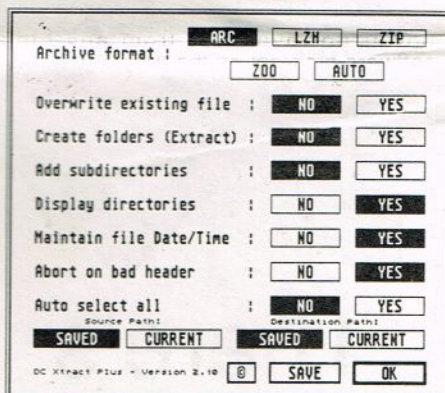 ARC LZH ZIP
Archive format :
ZOO AUTO
Overwrite existing file : NO YES
Create folders (Extract) : NO YES
Add subdirectories : NO YES
Display directories : NO YES
Maintain file Date/Time : NO YES
Abort on bad header : NO YES
Auto select all : NO YES
Source Path: Destination Path:
SAVED CURRENT SAVED CURRENT
DC Xtract Plus - Version 2.10 © SAVE OK